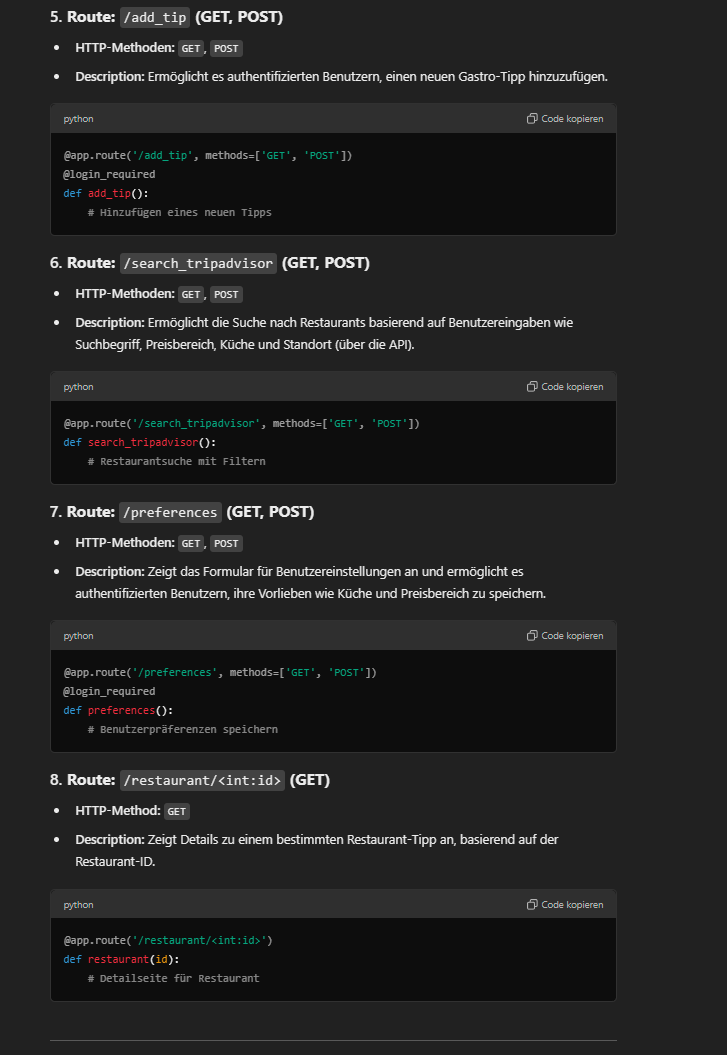 5. Route: /add_tip (GET, POST)
• HTTP-Methoden: GET, POST
• Description: Ermöglicht es authentifizierten Benutzern, einen neuen Gastro-Tipp hinzuzufügen.
python
Code kopieren
@app.route('/add_tip', methods=['GET', 'POST'])
@login_required
def add_tip():
    # Hinzufügen eines neuen Tipps
6. Route: /search_tripadvisor (GET, POST)
• HTTP-Methoden: GET, POST
• Description: Ermöglicht die Suche nach Restaurants basierend auf Benutzereingaben wie
Suchbegriff, Preisbereich, Küche und Standort (über die API).
python
Code kopieren
@app.route('/search_tripadvisor', methods=['GET', 'POST'])
def search_tripadvisor():
    # Restaurantsuche mit Filtern
7. Route: /preferences (GET, POST)
• HTTP-Methoden: GET, POST
• Description: Zeigt das Formular für Benutzereinstellungen an und ermöglicht es
authentifizierten Benutzern, ihre Vorlieben wie Küche und Preisbereich zu speichern.
python
Code kopieren
@app.route('/preferences', methods=['GET', 'POST'])
@login_required
def preferences():
    # Benutzerpräferenzen speichern
8. Route: /restaurant/<int:id> (GET)
• HTTP-Method: GET
• Description: Zeigt Details zu einem bestimmten Restaurant-Tipp an, basierend auf der
Restaurant-ID.
python
Code kopieren
@app.route('/restaurant/<int:id>')
def restaurant(id):
    # Detailseite für Restaurant